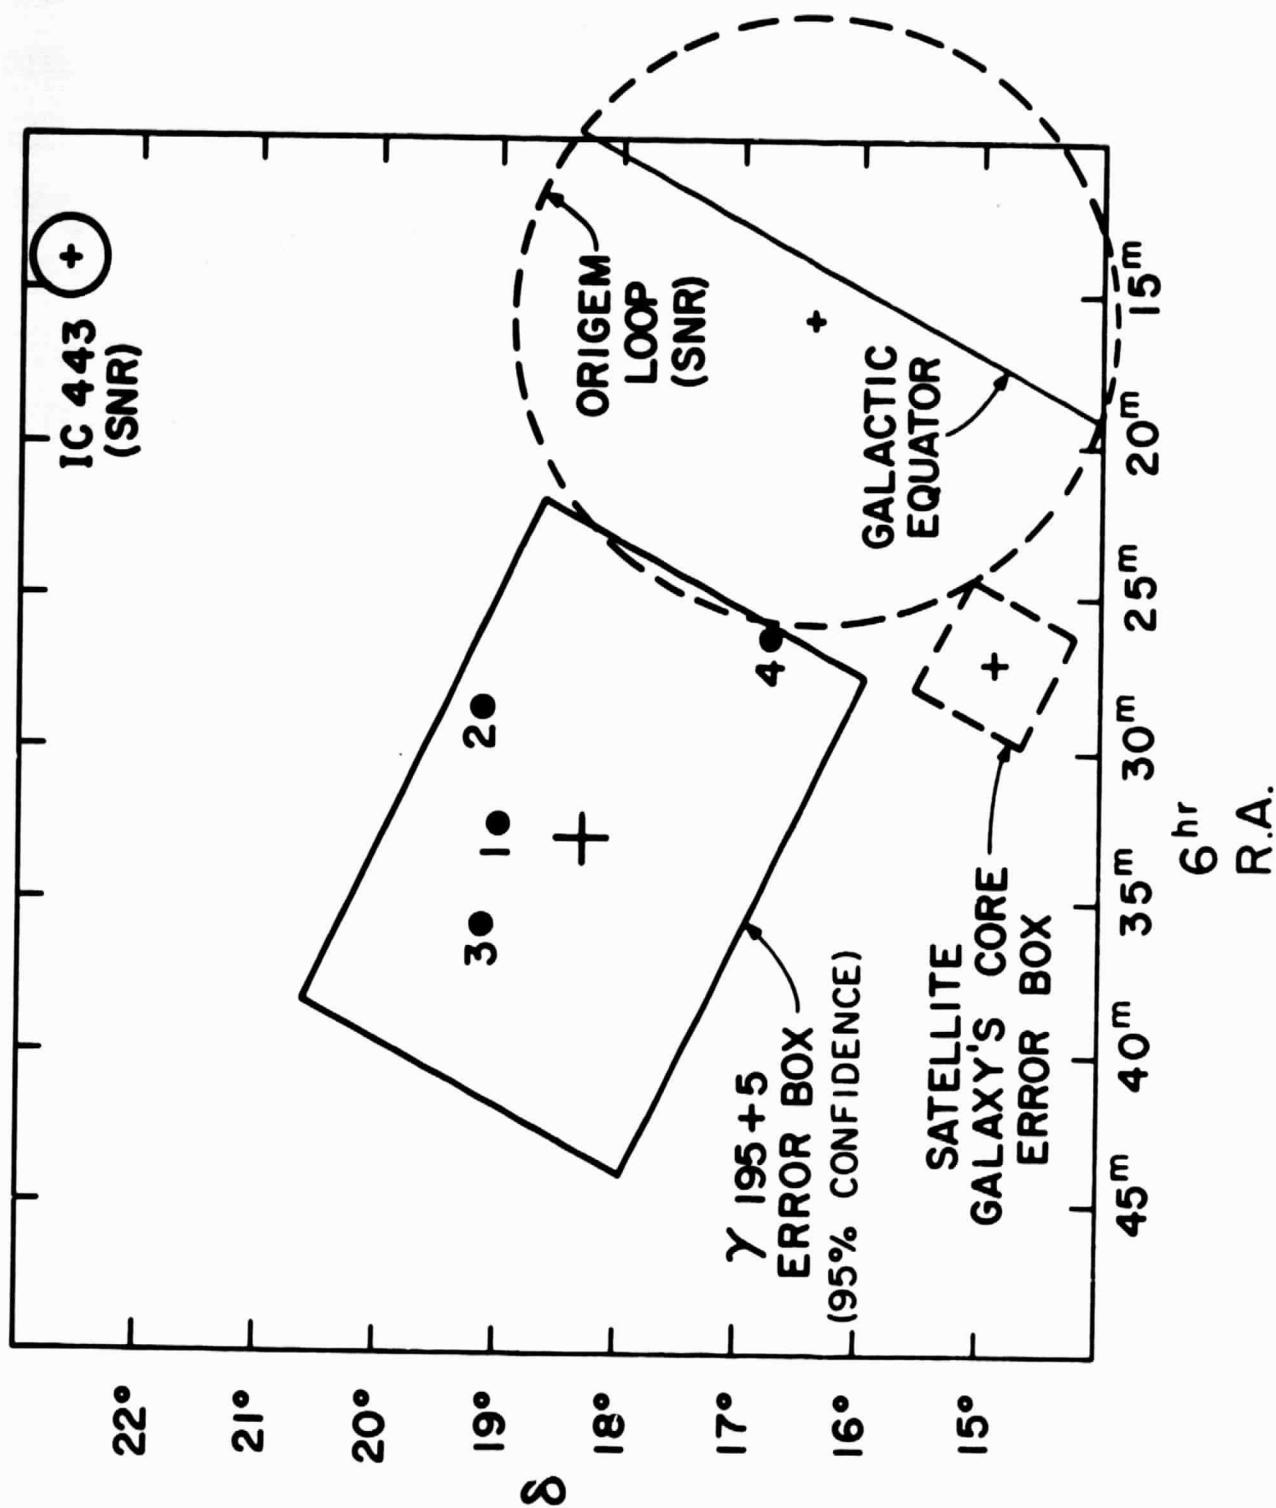 IC 443
(SNR)
ORIGEM
LOOP
(SNR)
GALACTIC
EQUATOR
3
1
2
4
γ 195+5
ERROR BOX
(95% CONFIDENCE)
SATELLITE
GALAXY'S CORE
ERROR BOX
22°
21°
20°
19°
18°
17°
16°
15°
δ
45ᵐ
40ᵐ
35ᵐ
30ᵐ
25ᵐ
20ᵐ
15ᵐ
6ʰʳ
R.A.